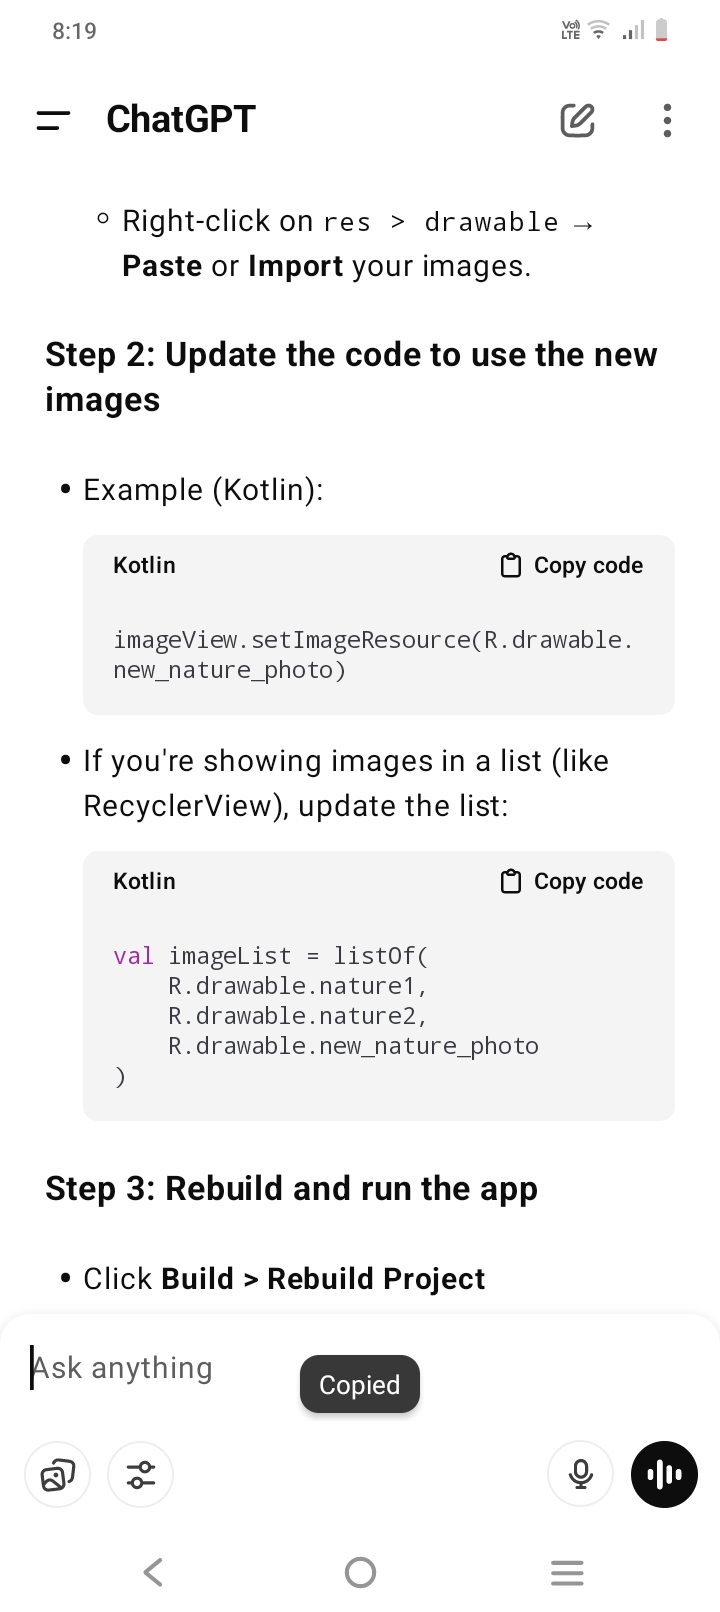 8:19
Vo)
LTE
ChatGPT
Right-click on res > drawable →
Paste or Import your images.
Step 2: Update the code to use the new
images
Example (Kotlin):
Kotlin
Copy code
imageView.setImageResource(R.drawable.
new_nature_photo)
If you're showing images in a list (like
RecyclerView), update the list:
Kotlin
Copy code
val imageList = listOf(
R.drawable.nature1,
R.drawable.nature2,
R.drawable.new_nature_photo
)
Step 3: Rebuild and run the app
Click Build > Rebuild Project
Ask anything
Copied